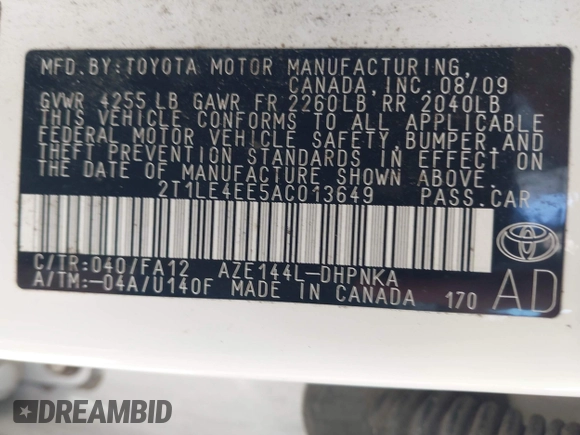 MFD.BY:TOYOTA MOTOR MANUFACTURING,
CANADA, INC. 08/09
GVWR 4255 LB GAWR FR 2260LB RR 2040LB
THIS VEHICLE CONFORMS TO ALL APPLICABLE
FEDERAL MOTOR VEHICLE SAFETY, BUMPER, AND
THEFT PREVENTION STANDARDS IN EFFECT ON
THE DATE OF MANUFACTURE SHOWN ABOVE.
2T1LE4EE5AC013649 PASS.CAR
C/TR:040/FA12 AZE144L-DHPNKA
A/TM:-04A/U140F MADE IN CANADA 170 AD
DREAMBID